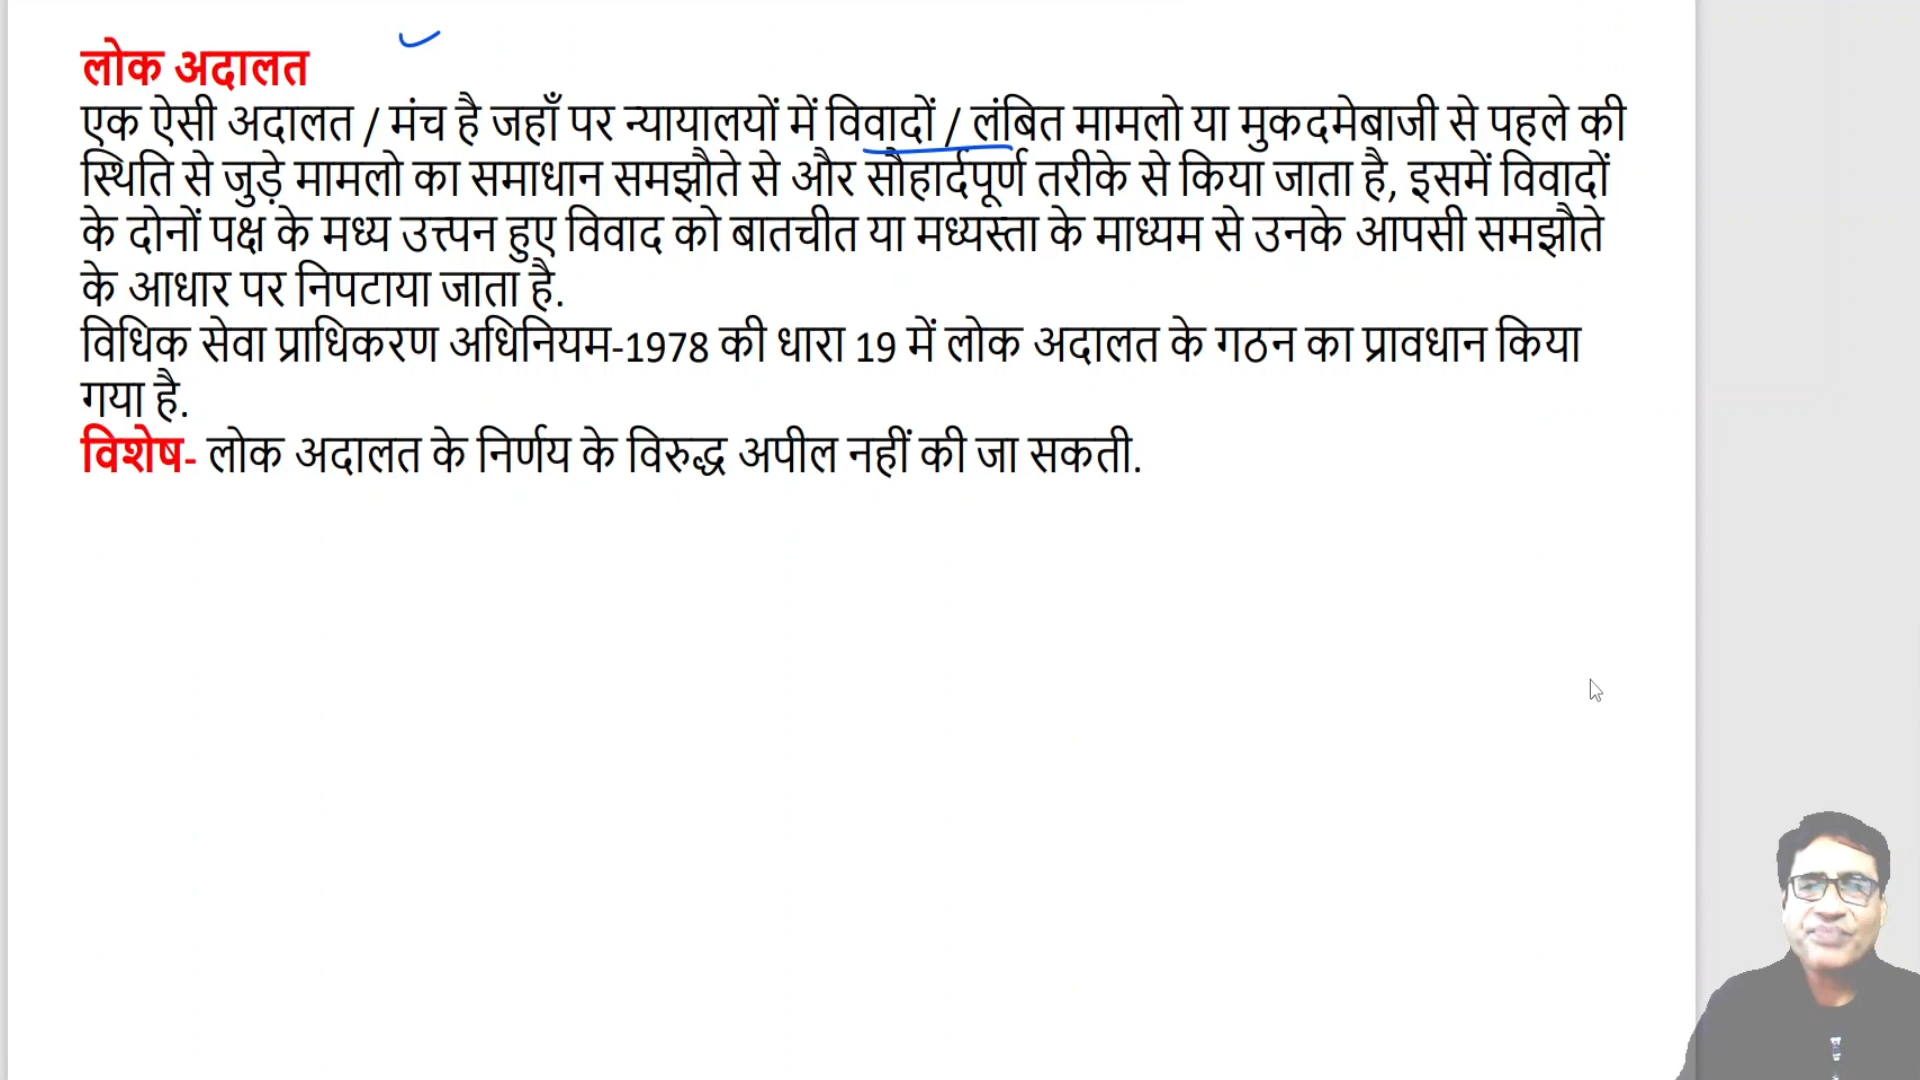 लोक अदालत
एक ऐसी अदालत / मंच है जहाँ पर न्यायालयों में विवादों / लंबित मामलो या मुकदमेबाजी से पहले की
स्थिति से जुड़े मामलो का समाधान समझौते से और सौहार्दपूर्ण तरीके से किया जाता है, इसमें विवादों
के दोनों पक्ष के मध्य उत्त्पन हुए विवाद को बातचीत या मध्यस्ता के माध्यम से उनके आपसी समझौते
के आधार पर निपटाया जाता है.
विधिक सेवा प्राधिकरण अधिनियम-1978 की धारा 19 में लोक अदालत के गठन का प्रावधान किया
गया है.
विशेष- लोक अदालत के निर्णय के विरुद्ध अपील नहीं की जा सकती.